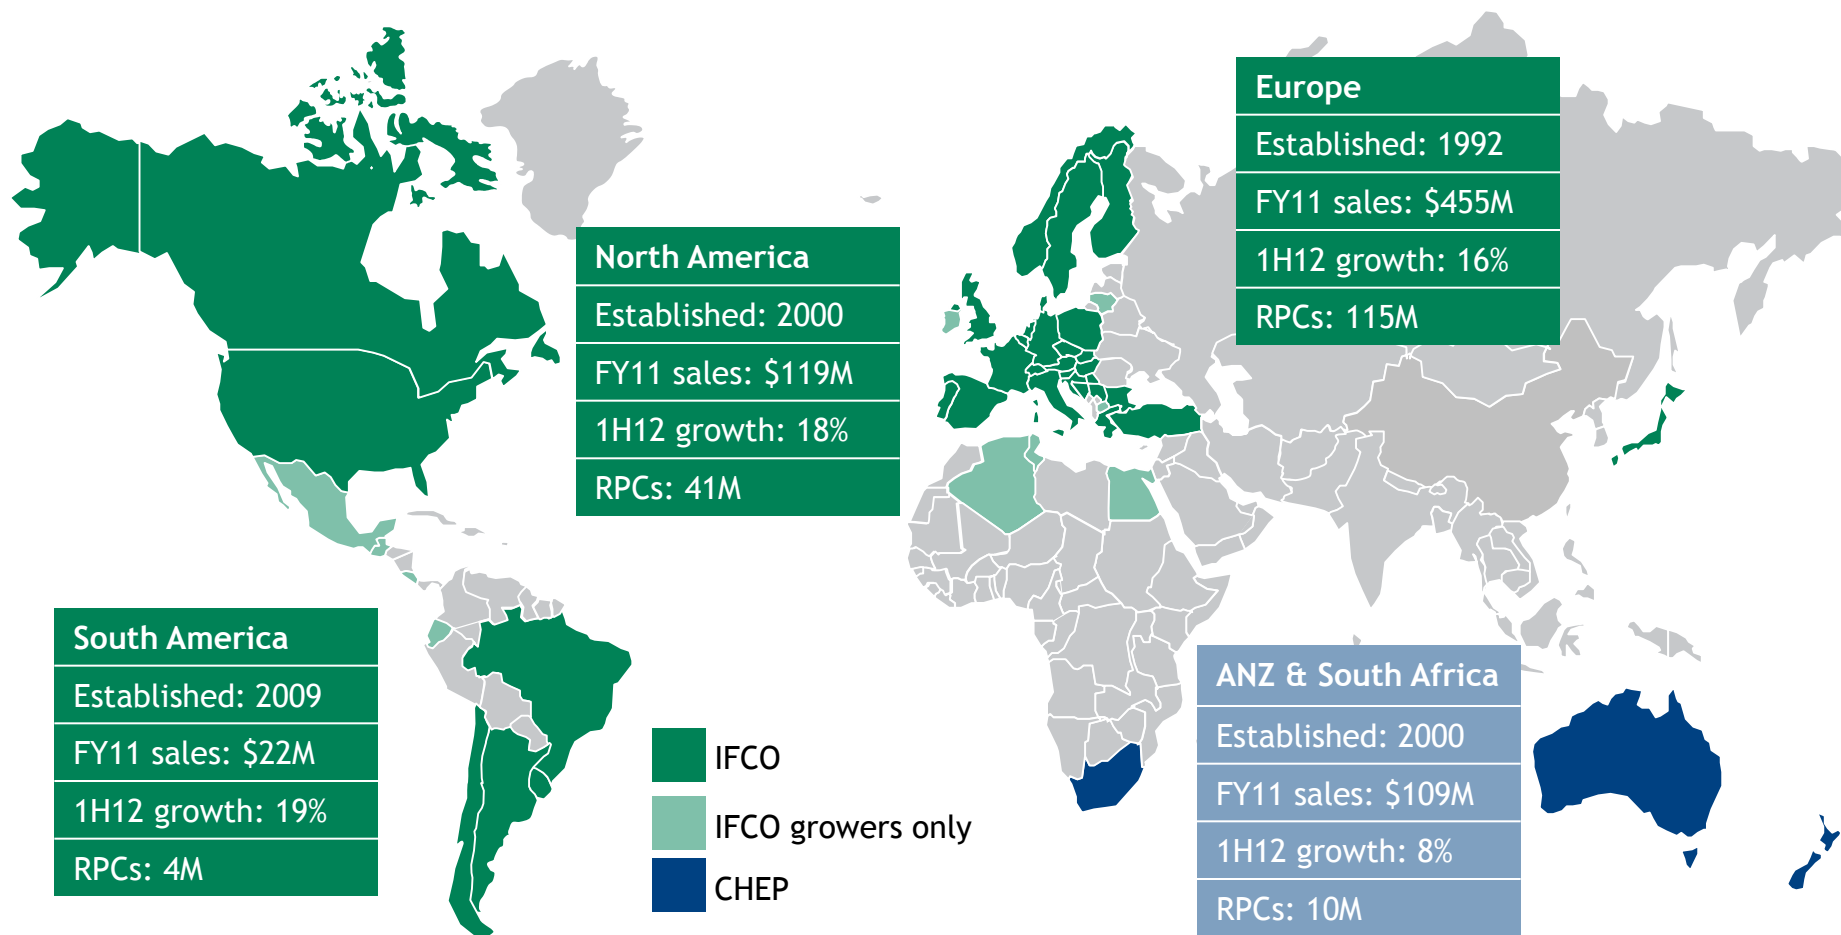 Europe
Established: 1992
FY11 sales: $455M
1H12 growth: 16%
RPCs: 115M
North America
Established: 2000
FY11 sales: $119M
1H12 growth: 18%
RPCs: 41M
South America
Established: 2009
FY11 sales: $22M
1H12 growth: 19%
RPCs: 4M
IFCO
IFCO growers only
CHEP
ANZ & South Africa
Established: 2000
FY11 sales: $109M
1H12 growth: 8%
RPCs: 10M